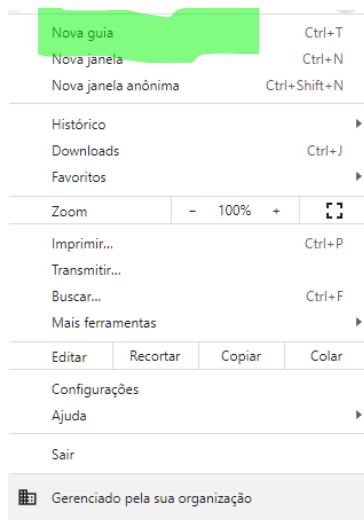 Nova guia Ctrl+T
Nova janela Ctrl+N
Nova janela anônima Ctrl+Shift+N
Histórico
Downloads Ctrl+J
Favoritos
Zoom - 100% +
Imprimir... Ctrl+P
Transmitir...
Buscar... Ctrl+F
Mais ferramentas
Editar Recortar Copiar Colar
Configurações
Ajuda
Sair
Gerenciado pela sua organização